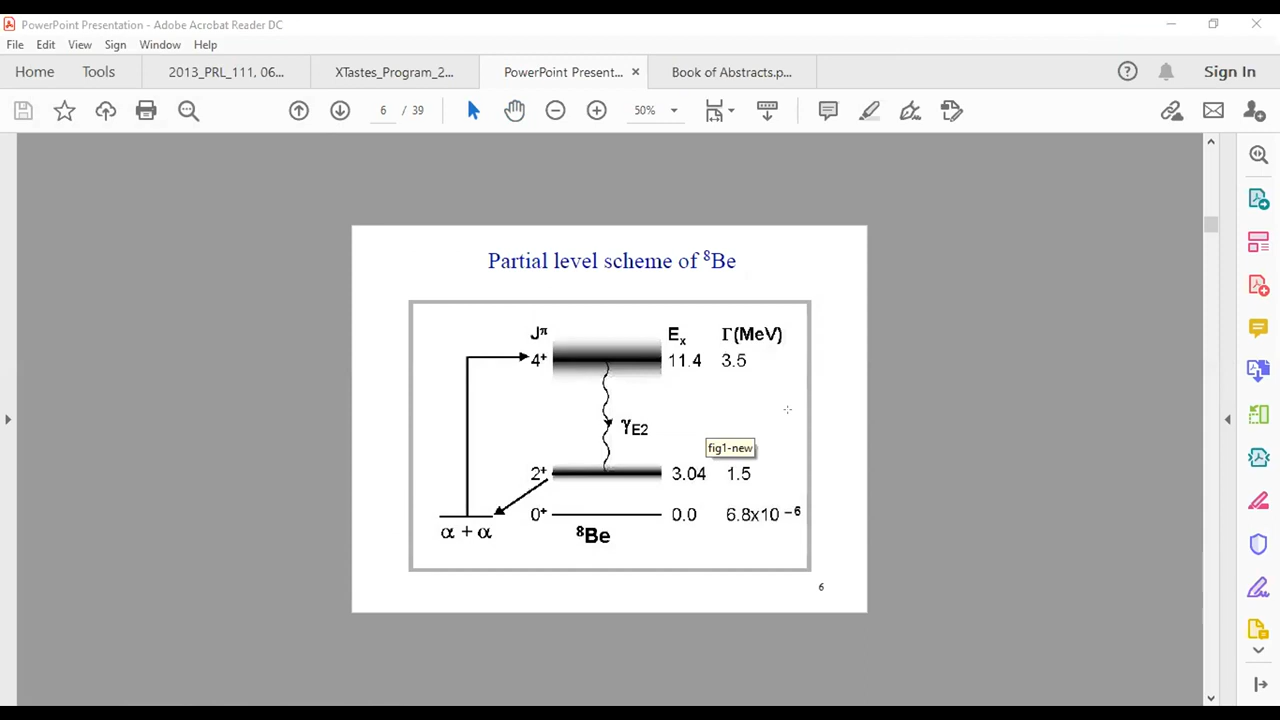 PowerPoint Presentation - Adobe Acrobat Reader DC
File Edit View Sign Window Help
Home Tools 2013_PRL_111, 06... XTastes_Program_2... PowerPoint Present... × Book of Abstracts.p... Sign In
6 / 39 50%
Partial level scheme of ⁸Be
Jπ Eₓ Γ(MeV)
4⁺ 11.4 3.5
γE2
fig1-new
2⁺ 3.04 1.5
0⁺ 0.0 6.8x10 ⁻⁶
α + α ⁸Be
6